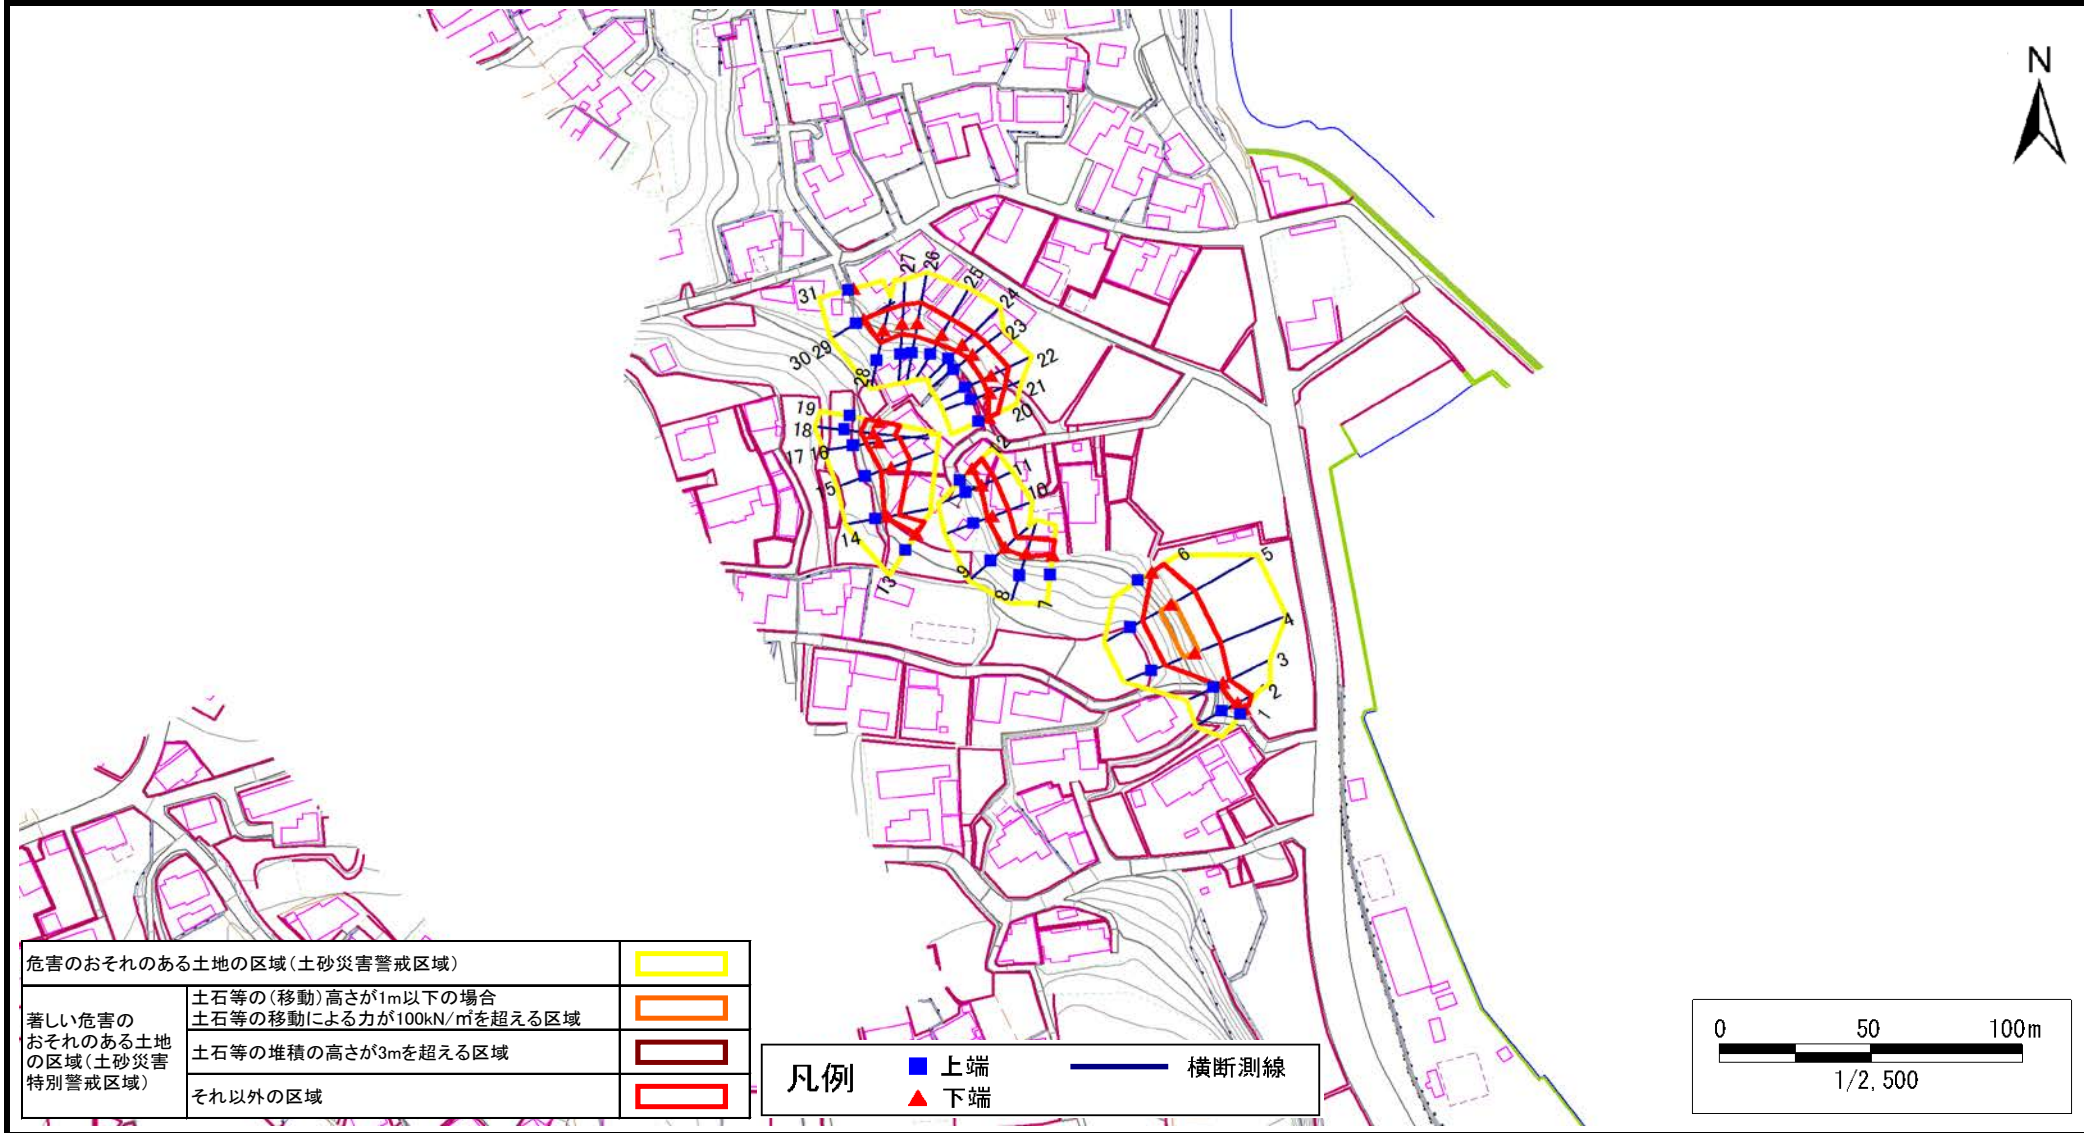 N
27
26
25
24
23
22
21
20
31
30
29
28
19
18
17
16
15
14
13
12
11
10
9
8
7
6
5
4
3
2
1
危害のおそれのある土地の区域(土砂災害警戒区域)
著しい危害の
おそれのある土地
の区域(土砂災害
特別警戒区域)
土石等の(移動)高さが1m以下の場合
土石等の移動による力が100kN/㎡を超える区域
土石等の堆積の高さが3mを超える区域
それ以外の区域
凡例
上端
下端
横断測線
0 50 100m
1/2,500